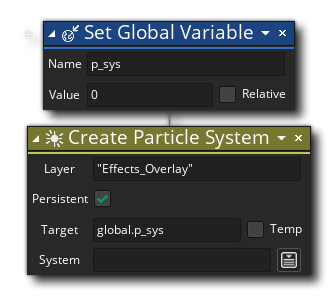 Set Global Variable
Name p_sys
Value 0 Relative
Create Particle System
Layer "Effects_Overlay"
Persistent
Target global.p_sys Temp
System